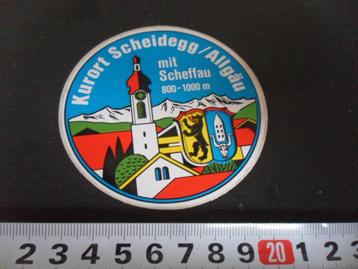 Kurort Scheidegg/Allgäu
mit
Scheffau
800-1000 m
2 3 4 5 6 7 8 9 20 1 2 3